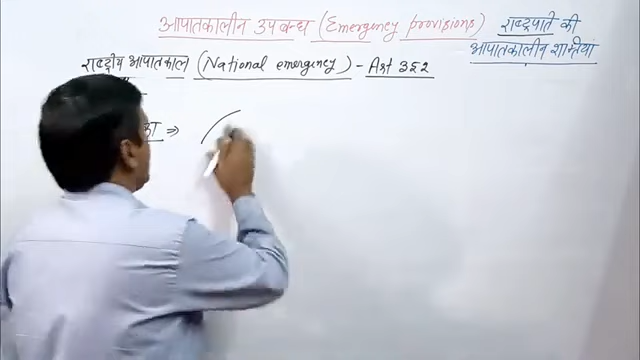 आपातकालीन उपबन्ध (Emergency provisions)
राष्ट्रपति की
आपातकालीन शक्तियां
राष्ट्रीय आपातकाल (National emergency) - Art 352
⇒